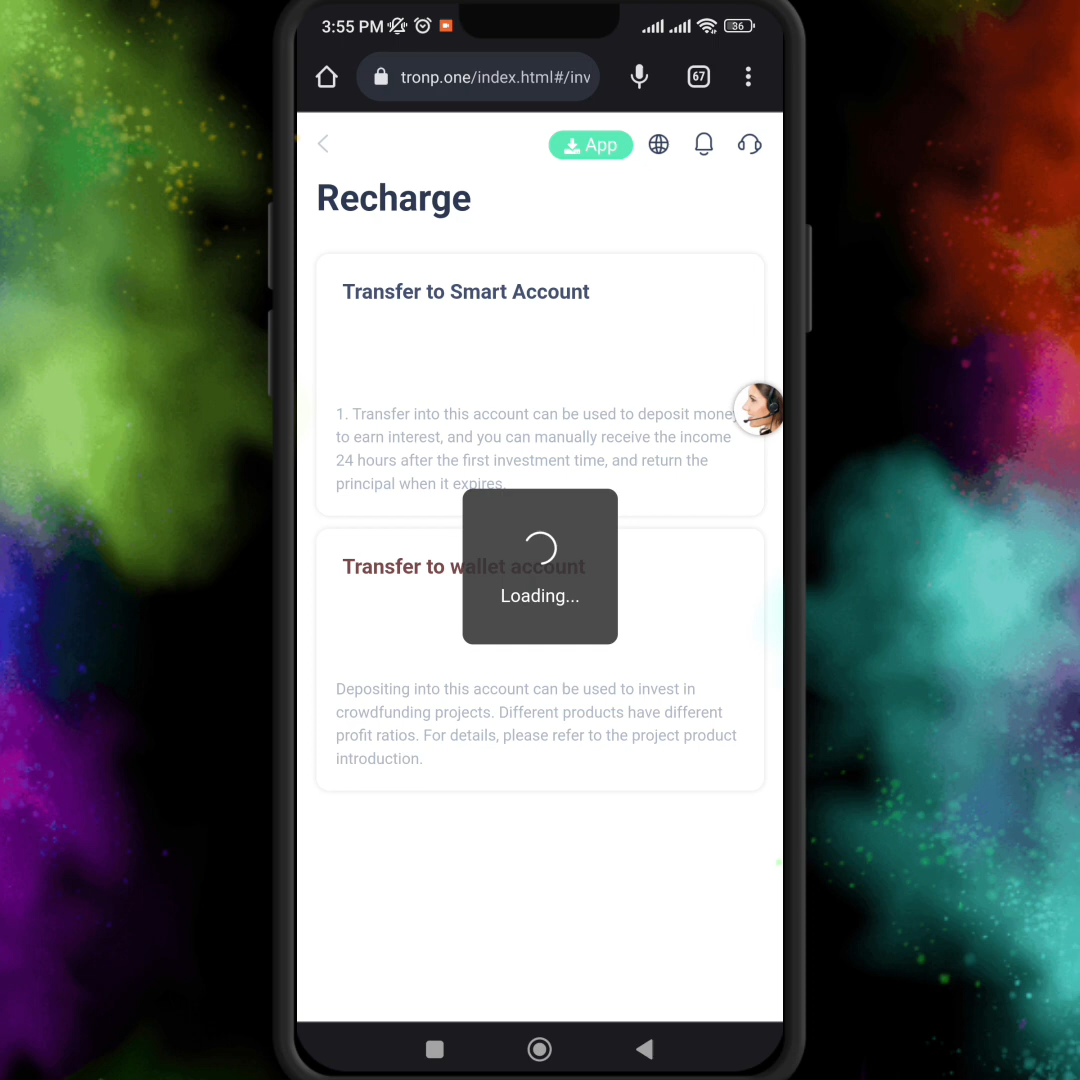 3:55 PM
36
tronp.one/index.html#/inv
67
App
Recharge
Transfer to Smart Account
1. Transfer into this account can be used to deposit money
to earn interest, and you can manually receive the income
24 hours after the first investment time, and return the
principal when it expires.
Transfer to wallet account
Loading...
Depositing into this account can be used to invest in
crowdfunding projects. Different products have different
profit ratios. For details, please refer to the project product
introduction.